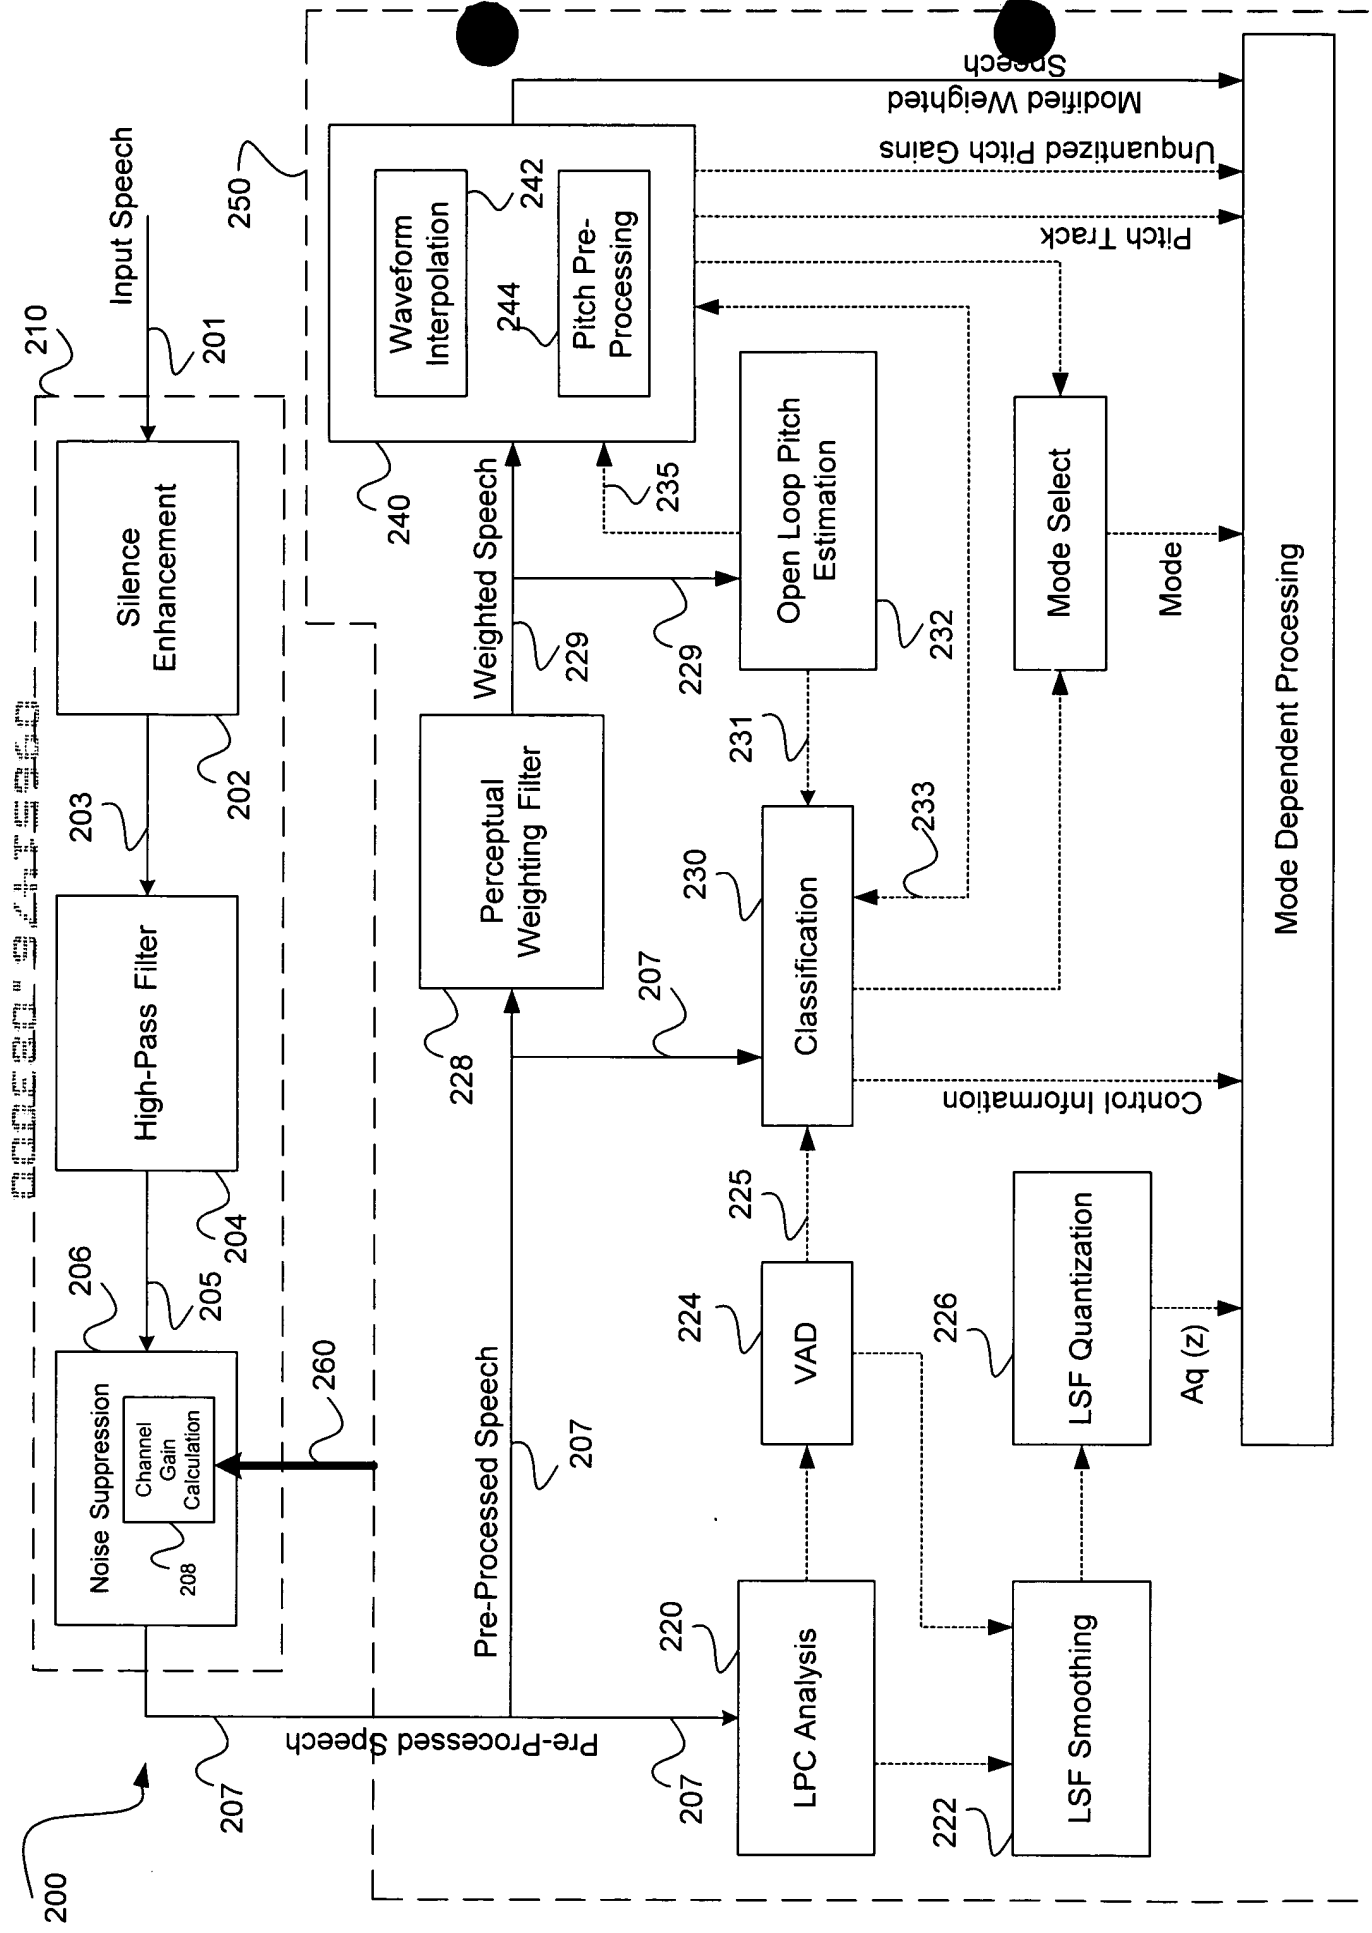 200
210
Input Speech
201
Silence
Enhancement
202
203
High-Pass Filter
204
205
206
Noise Suppression
Channel
Gain
Calculation
208
260
207
Pre-Processed Speech
207
Pre-Processed Speech
207
250
Perceptual
Weighting Filter
228
Weighted Speech
229
229
240
Waveform
Interpolation
242
244
Pitch Pre-
Processing
235
Open Loop Pitch
Estimation
232
231
207
230
Classification
233
225
224
VAD
220
LPC Analysis
222
LSF Smoothing
226
LSF Quantization
Aq (z)
Control Information
Mode Select
Mode
Pitch Track
Unquantized Pitch Gains
Modified Weighted
Speech
Mode Dependent Processing